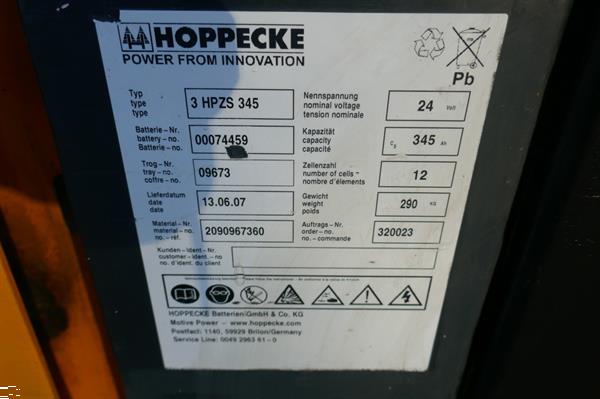 HOPPECKE
POWER FROM INNOVATION
Pb
Typ
type
type
3 HPZS 345
Nennspannung
nominal voltage
tension nominale
24 Volt
Batterie-Nr.
battery-no.
Batterie-no.
00074459
Kapazität
capacity
capacité
C5 345 Ah
Trog-Nr.
tray-no.
coffre-no.
09673
Zellenzahl
number of cells-
nombre d'élements
12
Lieferdatum
date
date
13.06.07
Gewicht
weight
poids
290 KG
Material-Nr.
material-no.
no.-réf.
2090967360
Auftrags-Nr.
order-no.
no.-commande
320023
Kunden-Ident-Nr.
customer-ident-no.
no. d'ident. du client
HOPPECKE Batterien GmbH & Co. KG
Motive Power - www.hoppecke.com
Postfach: 1140, 59929 Brilon/Germany
Service Line: 0049 2963 61-0